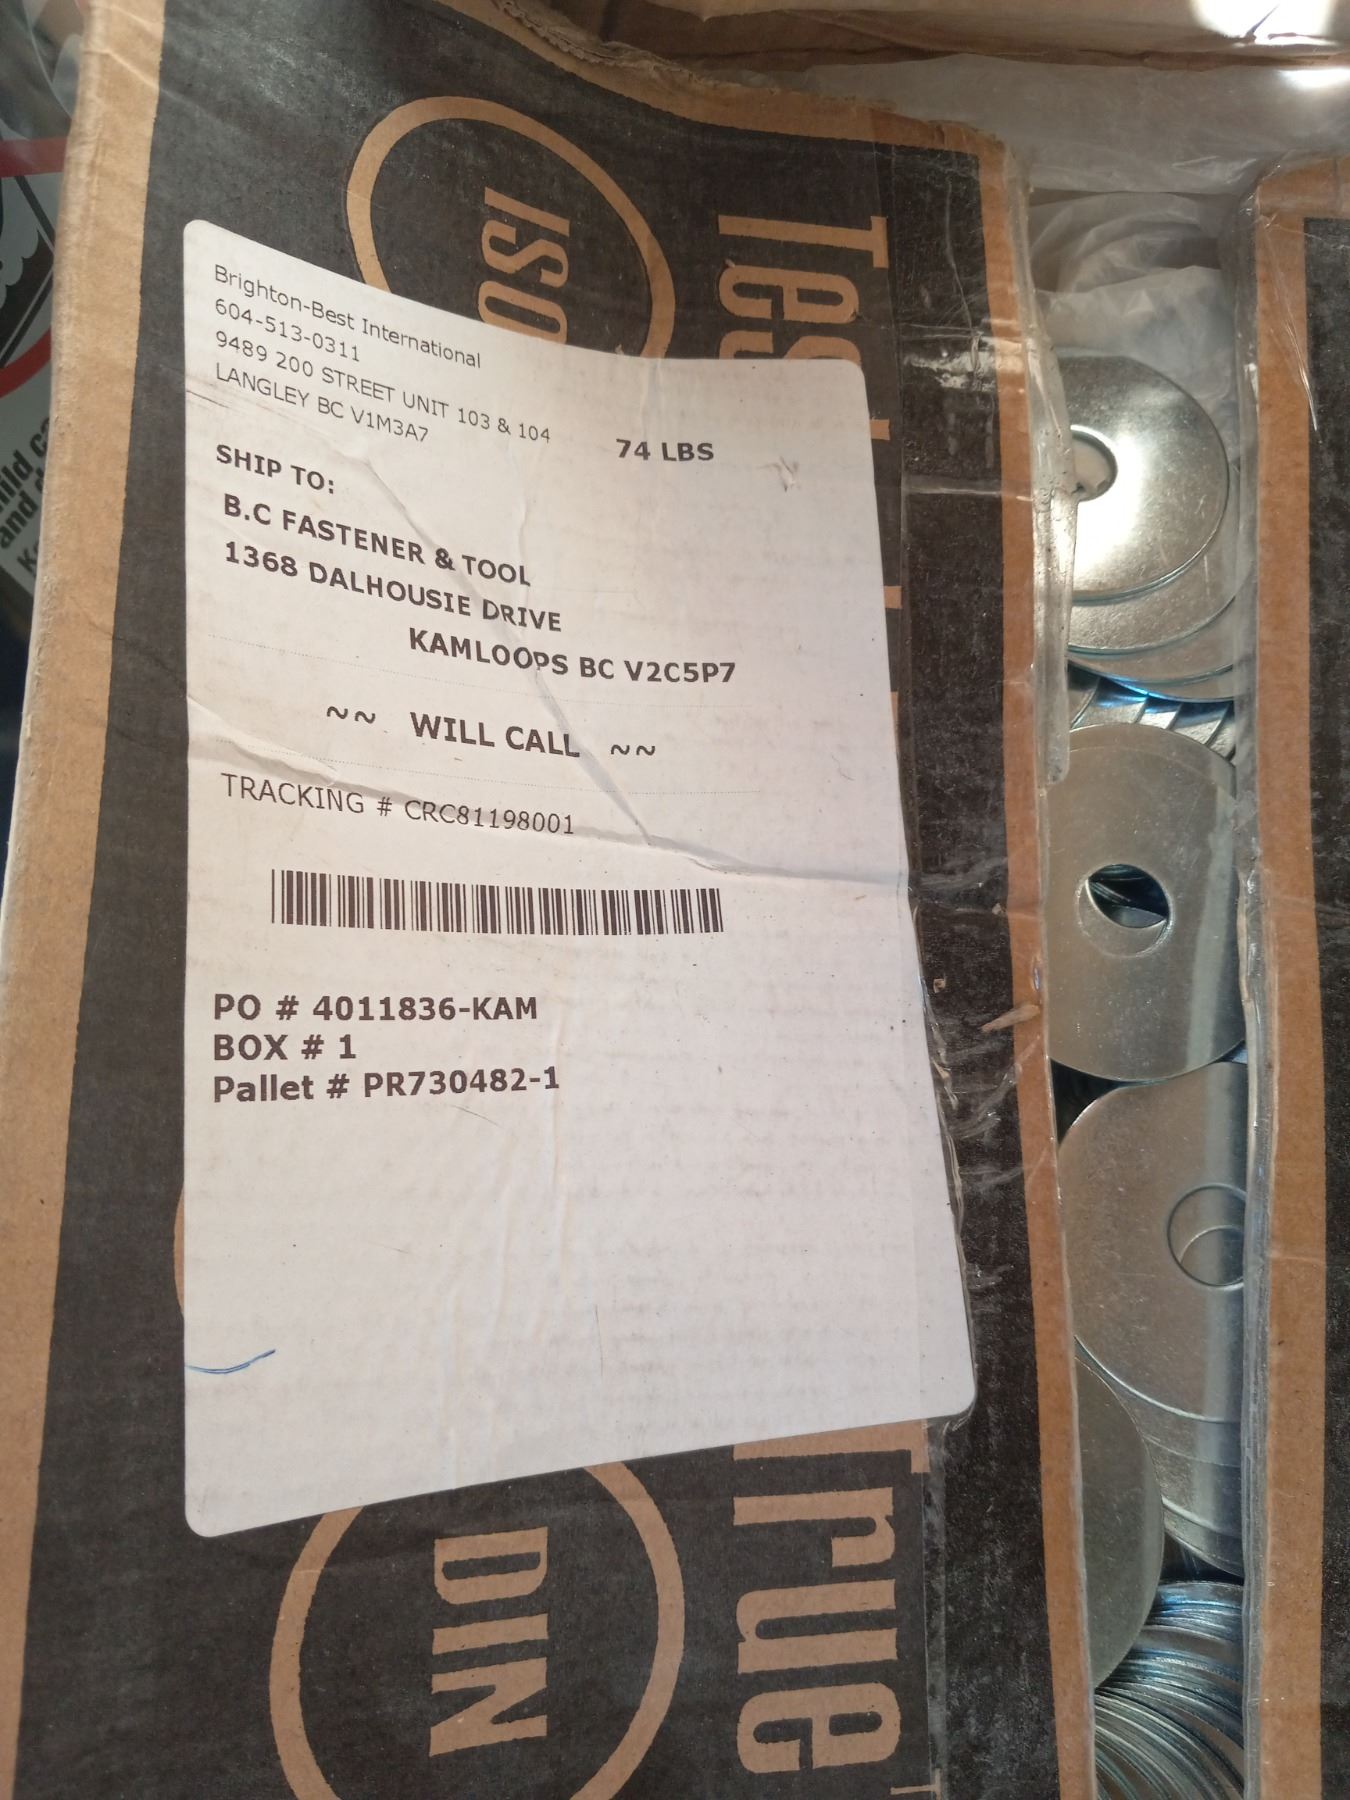 Brighton-Best International
604-513-0311
9489 200 STREET UNIT 103 & 104
LANGLEY BC V1M3A7
74 LBS
SHIP TO:
B.C FASTENER & TOOL
1368 DALHOUSIE DRIVE
KAMLOOPS BC V2C5P7
~~ WILL CALL ~~
TRACKING # CRC81198001
PO # 4011836-KAM
BOX # 1
Pallet # PR730482-1
ISO
DIN
True
and